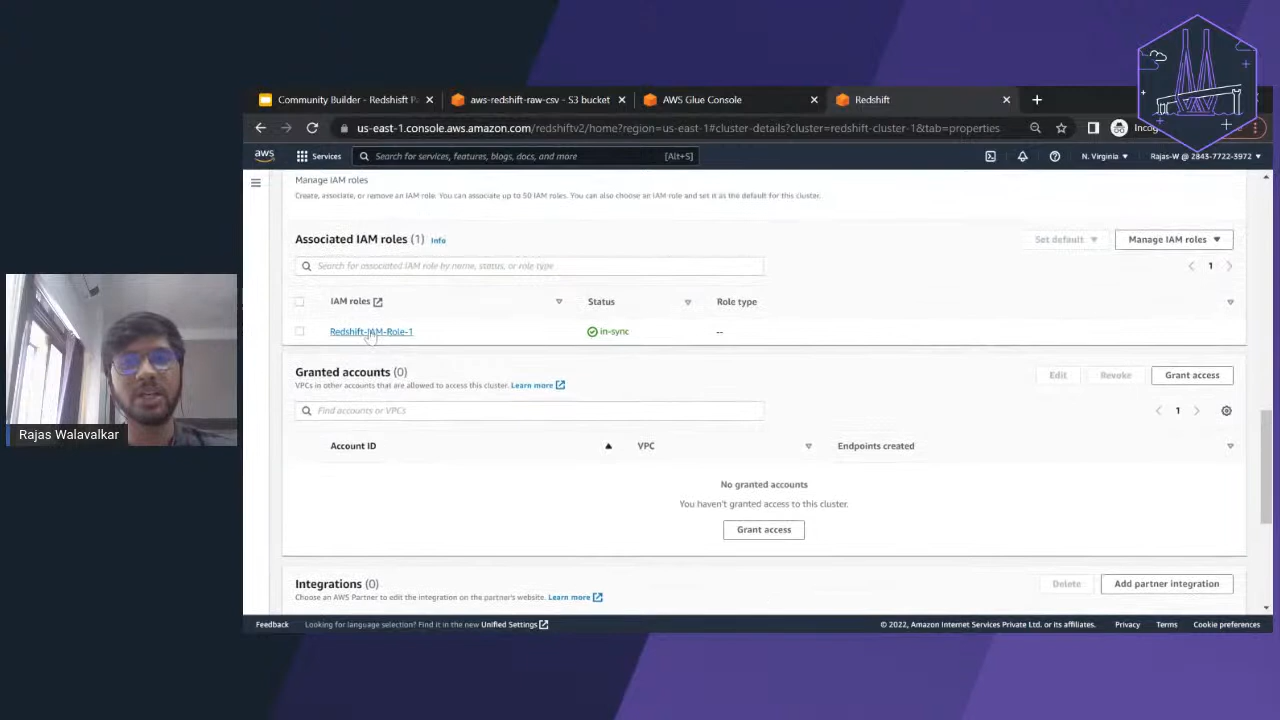 Community Builder - Redshisft P
aws-redshift-raw-csv - S3 bucket
AWS Glue Console
Redshift
us-east-1.console.aws.amazon.com/redshiftv2/home?region=us-east-1#cluster-details?cluster=redshift-cluster-1&tab=properties
aws
Services
Search for services, features, blogs, docs, and more
[Alt+S]
N. Virginia
Rajas-W @ 2843-7722-3972
Manage IAM roles
Create, associate, or remove an IAM role. You can associate up to 50 IAM roles. You can also choose an IAM role and set it as the default for this cluster.
Associated IAM roles (1) Info
Set default
Manage IAM roles
Search for associated IAM role by name, status, or role type
1
IAM roles
Status
Role type
Redshift-IAM-Role-1
in-sync
--
Granted accounts (0)
VPCs in other accounts that are allowed to access this cluster. Learn more
Edit
Revoke
Grant access
Find accounts or VPCs
1
Account ID
VPC
Endpoints created
No granted accounts
You haven't granted access to this cluster.
Grant access
Integrations (0)
Choose an AWS Partner to edit the integration on the partner's website. Learn more
Delete
Add partner integration
Feedback
Looking for language selection? Find it in the new Unified Settings
© 2022, Amazon Internet Services Private Ltd. or its affiliates.
Privacy
Terms
Cookie preferences
Rajas Walavalkar